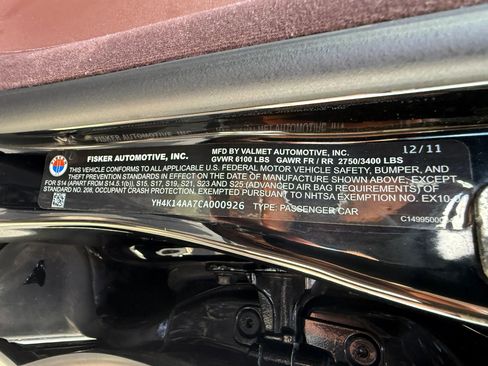 12/11
FISKER AUTOMOTIVE, INC. MFD BY VALMET AUTOMOTIVE, INC.
GVWR 6100 LBS GAWR FR / RR 2750/3400 LBS
THIS VEHICLE CONFORMS TO ALL APPLICABLE U.S. FEDERAL MOTOR VEHICLE SAFETY, BUMPER, AND
THEFT PREVENTION STANDARDS IN EFFECT ON THE DATE OF MANUFACTURE SHOWN ABOVE, EXCEPT
FOR S14 (APART FROM S14.5.1(b)), S15, S17, S19, S21, S23 AND S25 (ADVANCED AIR BAG REQUIREMENTS) OF
STANDARD NO. 208, OCCUPANT CRASH PROTECTION, EXEMPTED PURSUANT TO NHTSA EXEMPTION NO. EX10-
YH4K14AA7CA000926 TYPE: PASSENGER CAR